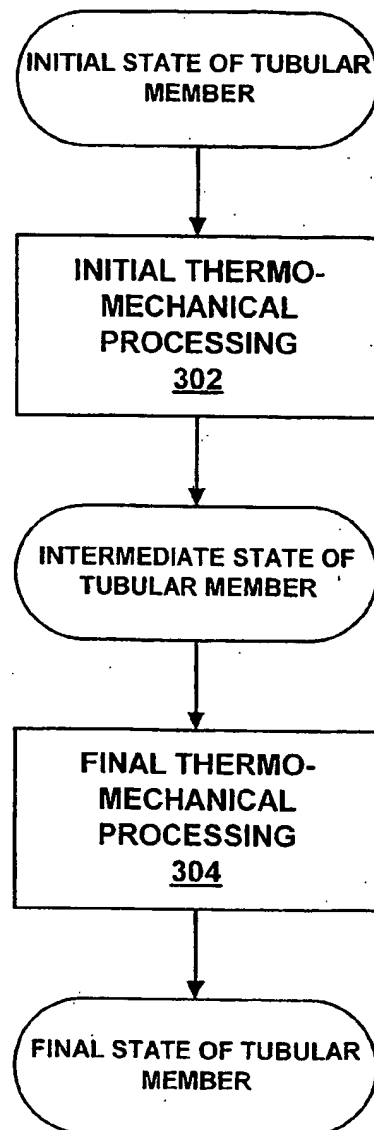 INITIAL STATE OF TUBULAR
MEMBER
INITIAL THERMO-
MECHANICAL
PROCESSING
302
INTERMEDIATE STATE OF
TUBULAR MEMBER
FINAL THERMO-
MECHANICAL
PROCESSING
304
FINAL STATE OF TUBULAR
MEMBER